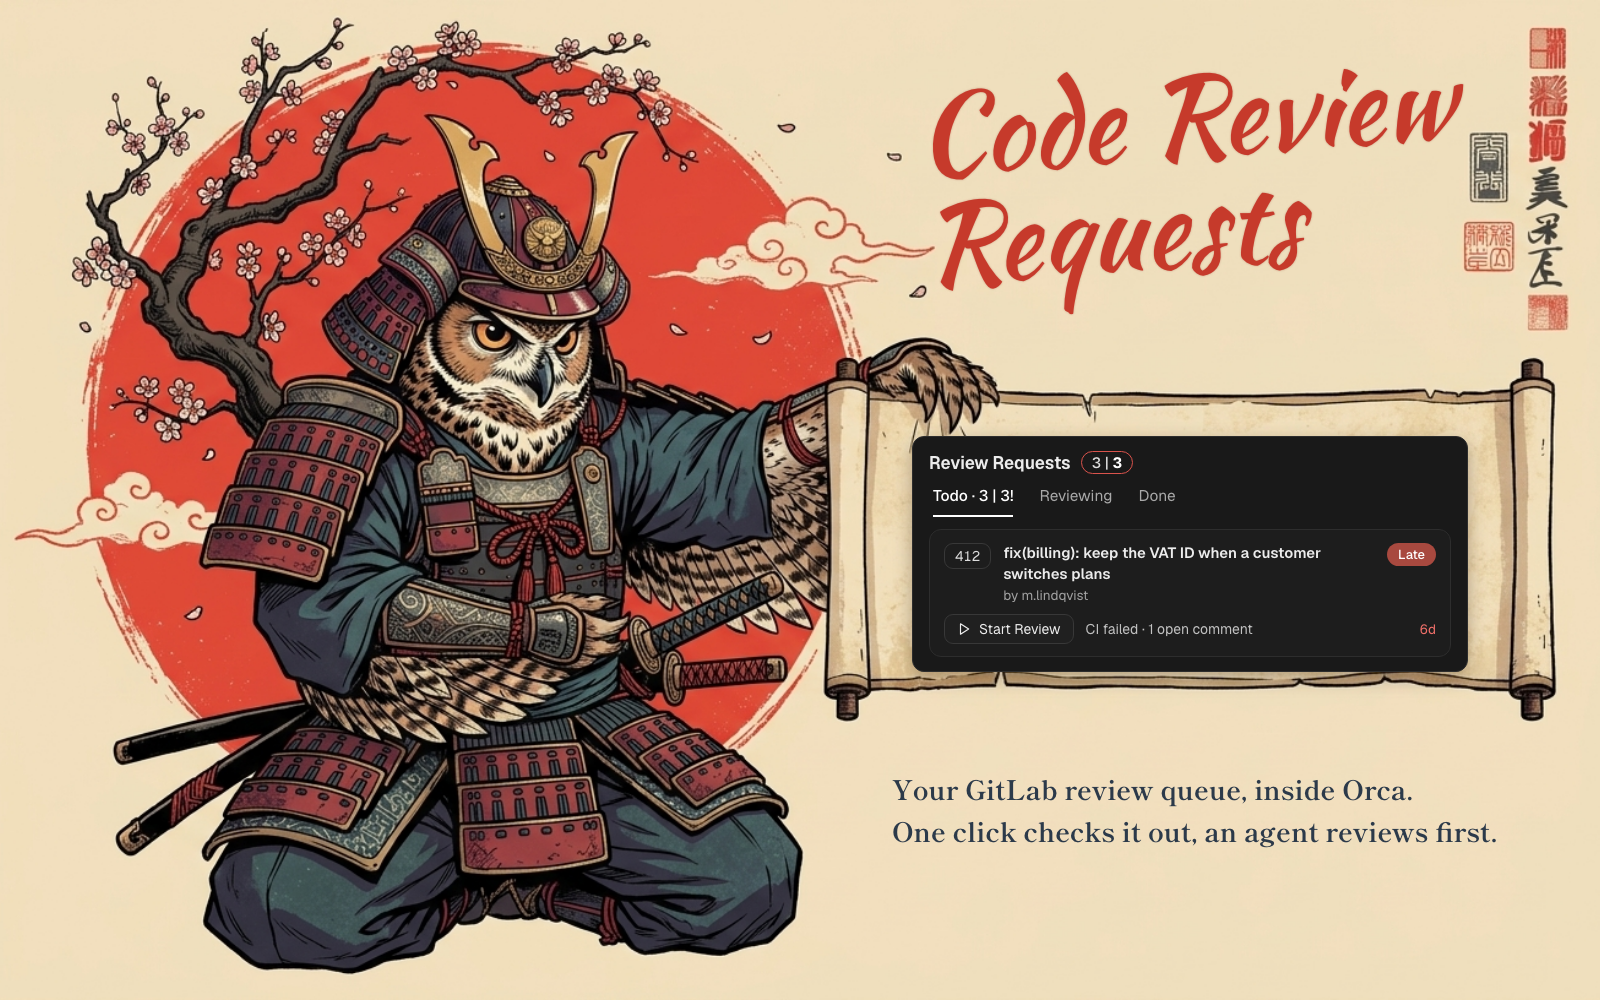 Code Review
Requests
Review Requests 3 | 3
Todo · 3 | 3! Reviewing Done
412 fix(billing): keep the VAT ID when a customer Late
switches plans
by m.lindqvist
Start Review CI failed · 1 open comment 6d
Your GitLab review queue, inside Orca.
One click checks it out, an agent reviews first.